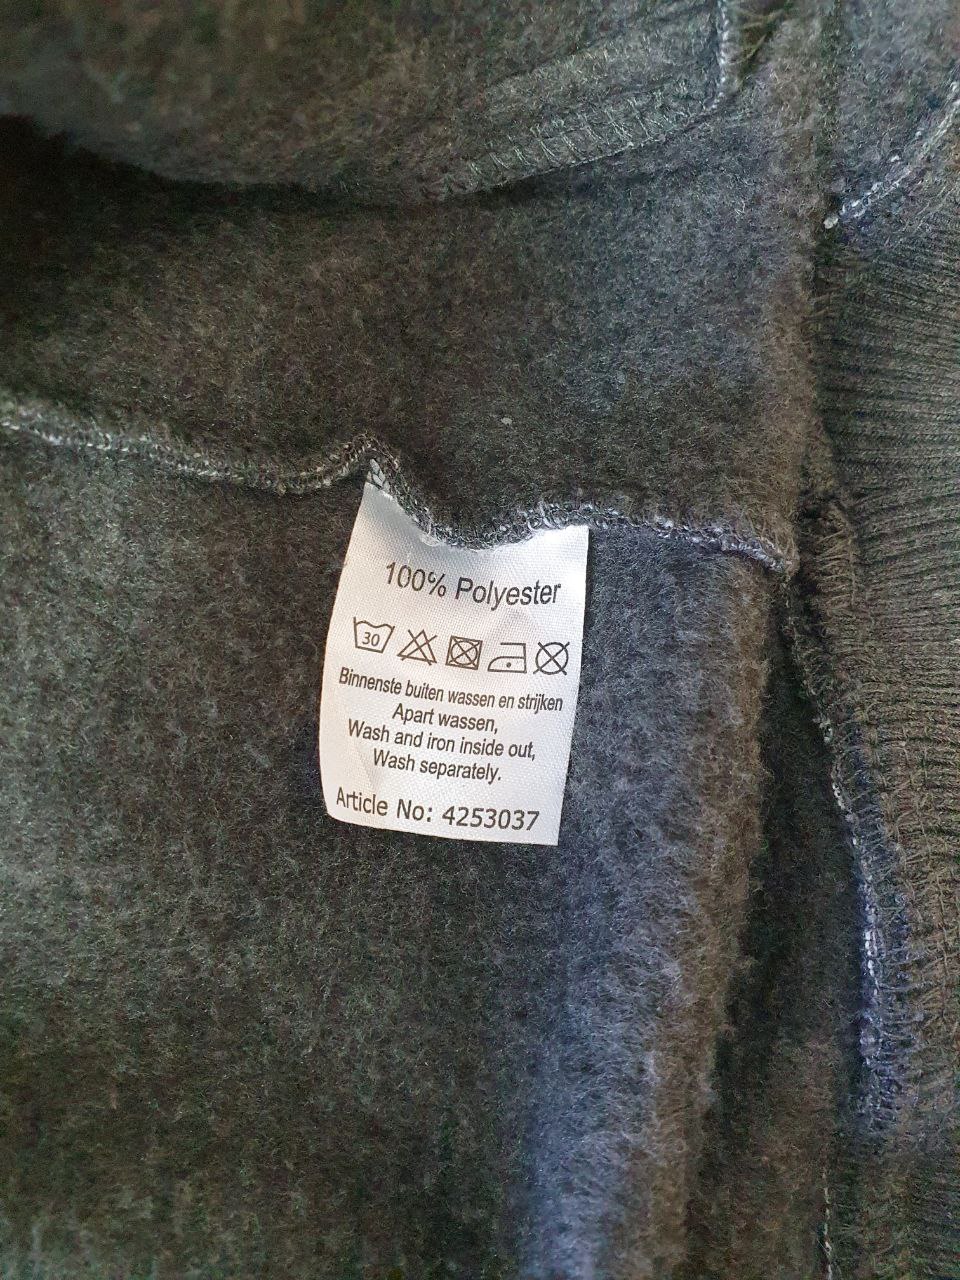 100% Polyester
30
Binnenste buiten wassen en strijken
Apart wassen,
Wash and iron inside out,
Wash separately.
Article No: 4253037